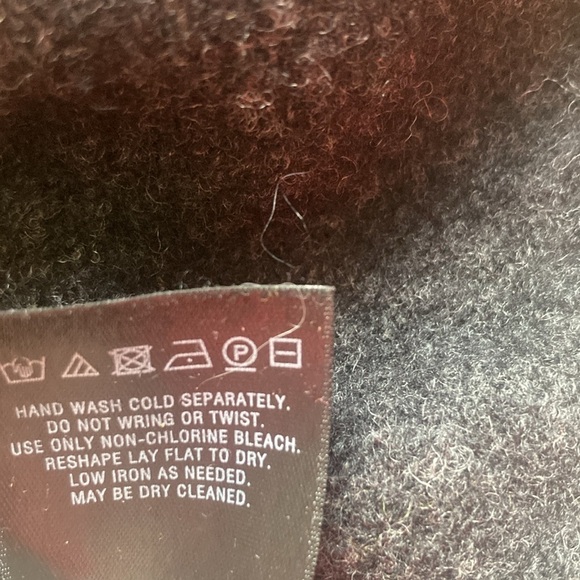 P
HAND WASH COLD SEPARATELY.
DO NOT WRING OR TWIST.
USE ONLY NON-CHLORINE BLEACH.
RESHAPE LAY FLAT TO DRY.
LOW IRON AS NEEDED.
MAY BE DRY CLEANED.